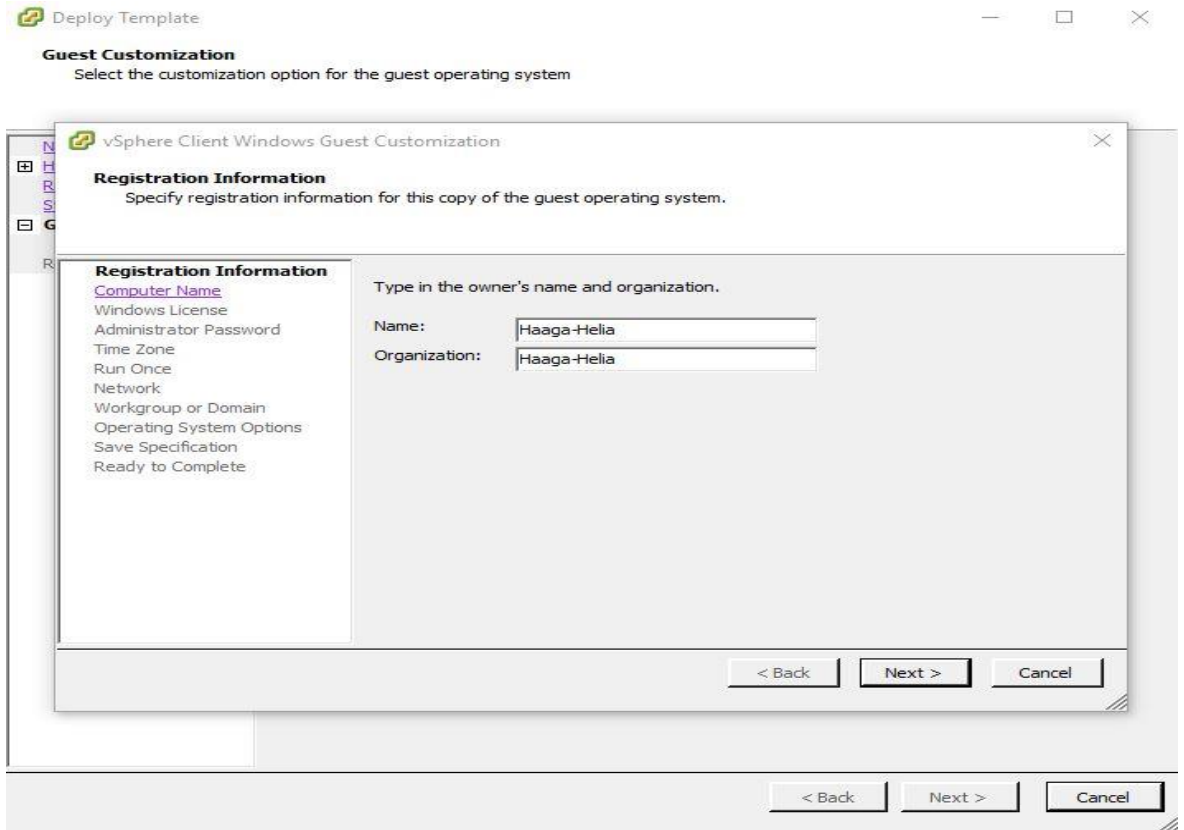 Deploy Template
Guest Customization
Select the customization option for the guest operating system
vSphere Client Windows Guest Customization
Registration Information
Specify registration information for this copy of the guest operating system.
N
H
R
S
G
R
Registration Information
Computer Name
Windows License
Administrator Password
Time Zone
Run Once
Network
Workgroup or Domain
Operating System Options
Save Specification
Ready to Complete
Type in the owner's name and organization.
Name: Haaga-Helia
Organization: Haaga-Helia
< Back Next > Cancel
< Back Next > Cancel